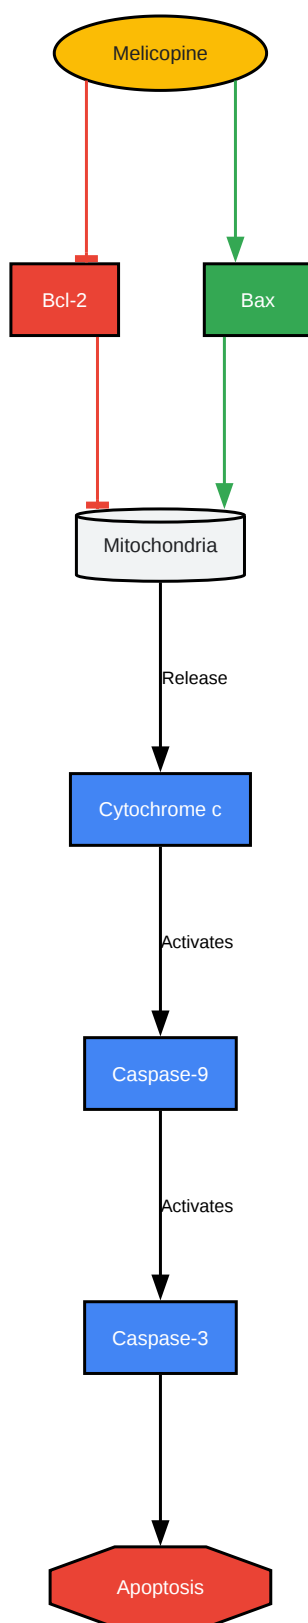 Melicopine
Bcl-2
Bax
Mitochondria
Release
Cytochrome c
Activates
Caspase-9
Activates
Caspase-3
Apoptosis